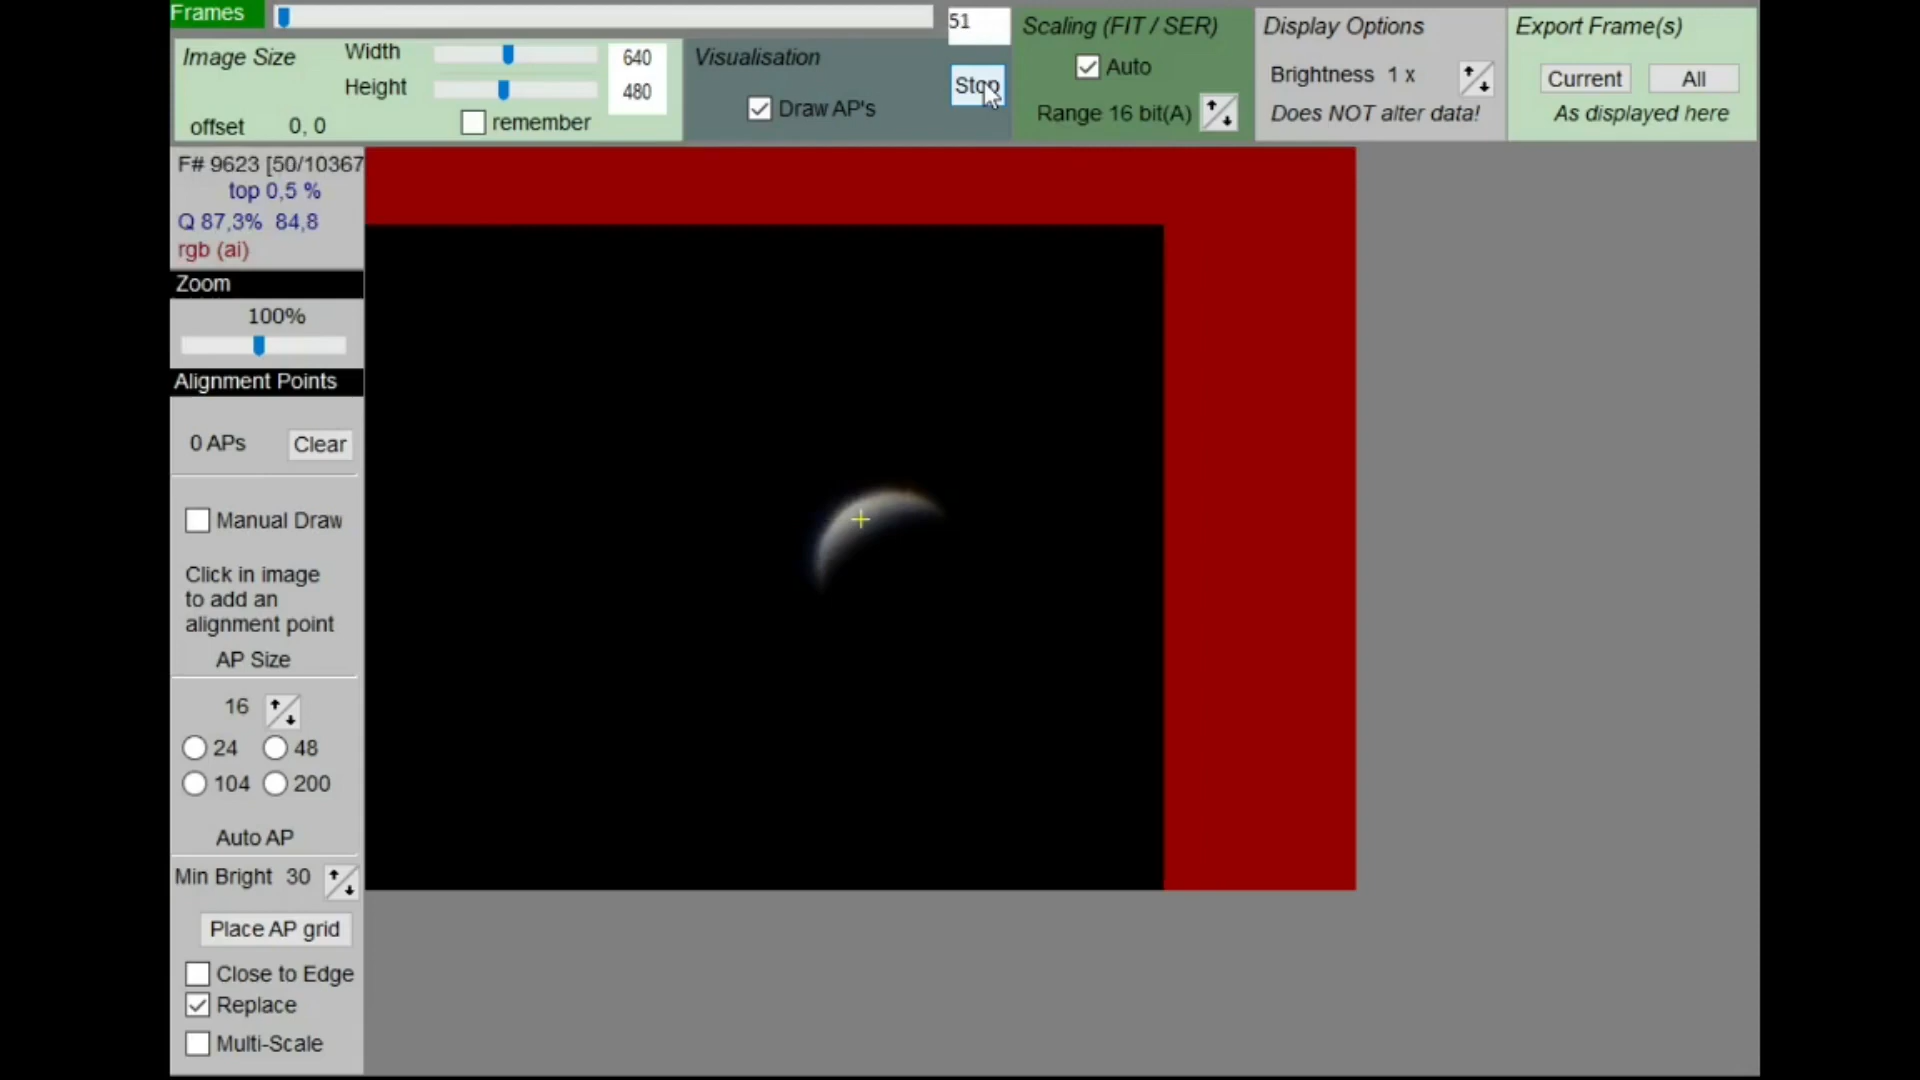 Frames
51
Image Size
Width
640
Height
480
offset 0, 0
remember
Visualisation
Draw AP's
Stop
Scaling (FIT / SER)
Auto
Range 16 bit(A)
Display Options
Brightness 1 x
Does NOT alter data!
Export Frame(s)
Current
All
As displayed here
F# 9623 [50/10367
top 0,5 %
Q 87,3% 84,8
rgb (ai)
Zoom
100%
Alignment Points
0 APs
Clear
Manual Draw
Click in image
to add an
alignment point
AP Size
16
24 48
104 200
Auto AP
Min Bright 30
Place AP grid
Close to Edge
Replace
Multi-Scale